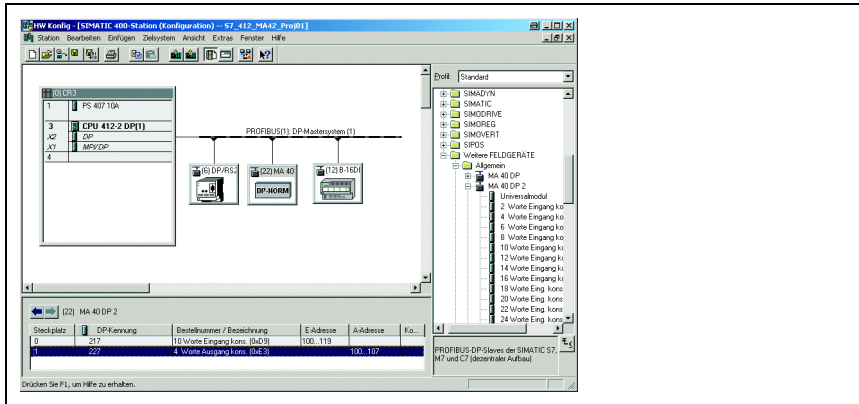 HW Konfig - [SIMATIC 400-Station (Konfiguration) -- S7_412_MA42_Proj01]
Station Bearbeiten Einfügen Zielsystem Ansicht Extras Fenster Hilfe
(0) CR3
1 PS 407 10A
3 CPU 412-2 DP(1)
X2 DP
X1 MPI/DP
4
PROFIBUS(1): DP-Mastersystem (1)
(6) DP/RS2
(22) MA 40
DP-NORM
(12) B-16DI
Profil: Standard
SIMADYN
SIMATIC
SIMODRIVE
SIMOREG
SIMOVERT
SIPOS
Weitere FELDGERÄTE
Allgemein
MA 40 DP
MA 40 DP 2
Universalmodul
2 Worte Eingang ko
4 Worte Eingang ko
6 Worte Eingang ko
8 Worte Eingang ko
10 Worte Eingang k
12 Worte Eingang k
14 Worte Eingang k
16 Worte Eingang k
18 Worte Eing. kons
20 Worte Eing. kons
22 Worte Eing. kons
24 Worte Eing. kons
PROFIBUS-DP-Slaves der SIMATIC S7, M7 und C7 (dezentraler Aufbau)
(22) MA 40 DP 2
Steckplatz DP-Kennung Bestellnummer / Bezeichnung E-Adresse A-Adresse Ko...
0 217 10 Worte Eingang kons. (0xD9) 100...119
1 227 4 Worte Ausgang kons. (0xE3) 100...107
Drücken Sie F1, um Hilfe zu erhalten.